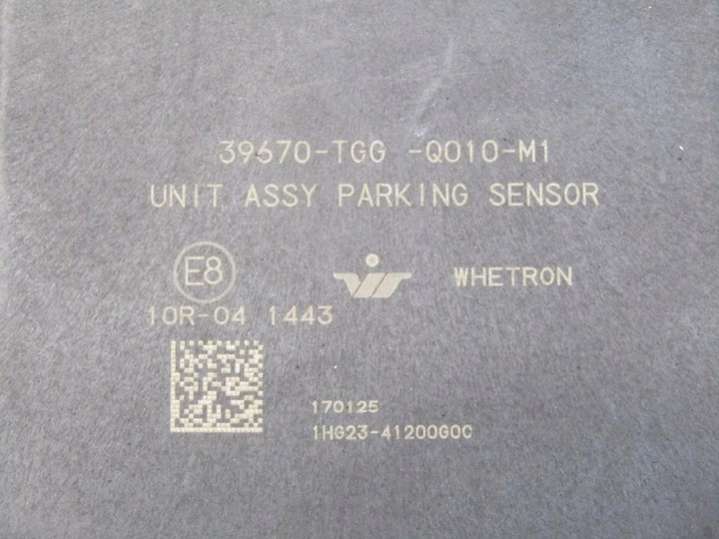 39670-TGG -Q010-M1
UNIT ASSY PARKING SENSOR
E8
WHETRON
10R-04 1443
170125
1HG23-41200G0C